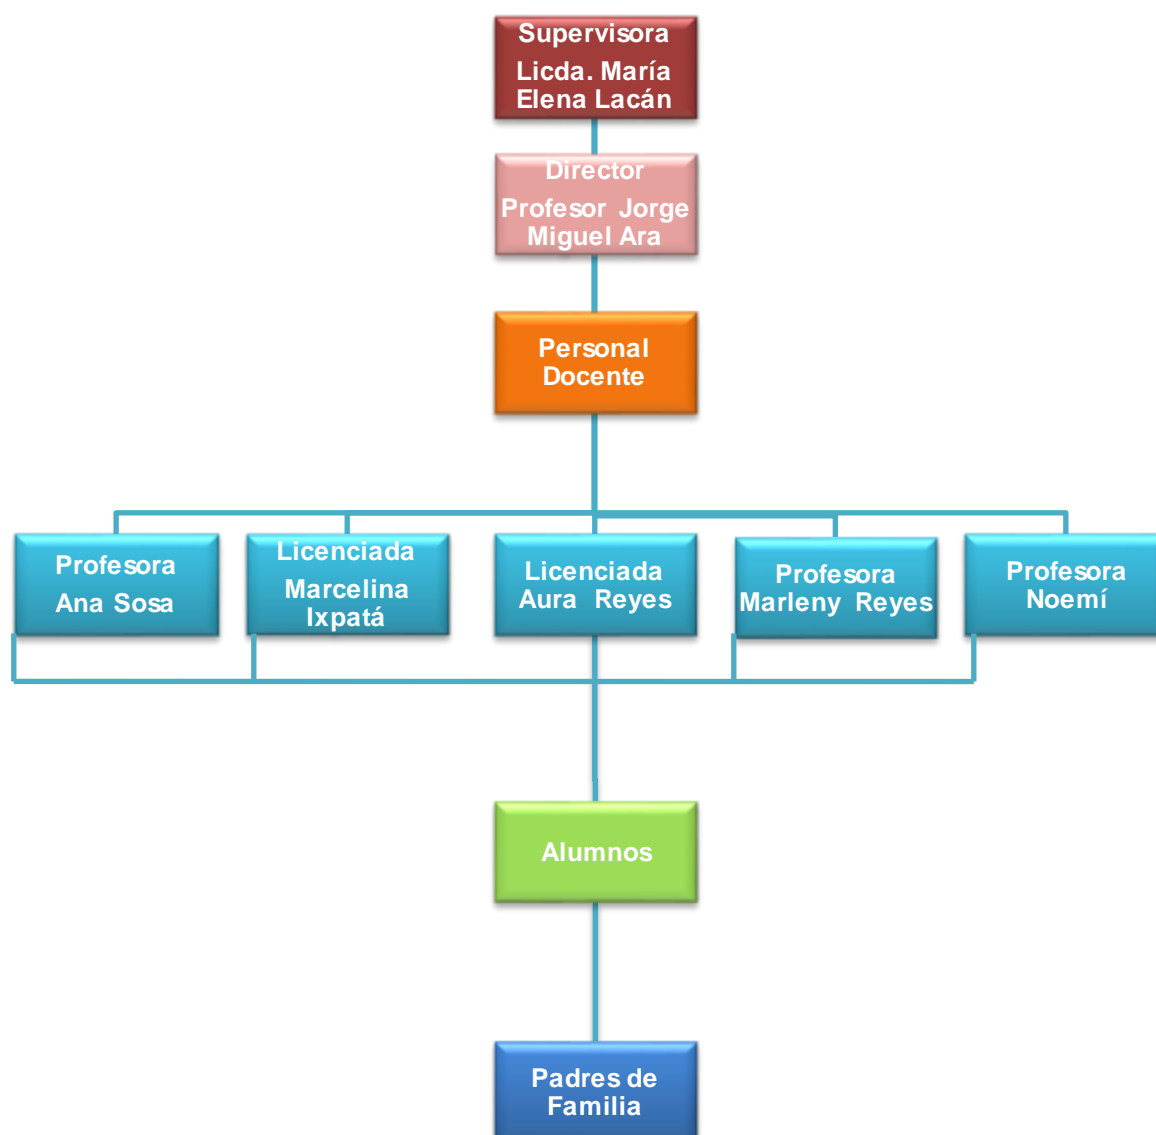 Supervisora
Licda. María
Elena Lacán
Director
Profesor Jorge
Miguel Ara
Personal
Docente
Profesora
Ana Sosa
Licenciada
Marcelina
Ixpatá
Licenciada
Aura Reyes
Profesora
Marleny Reyes
Profesora
Noemí
Alumnos
Padres de
Familia